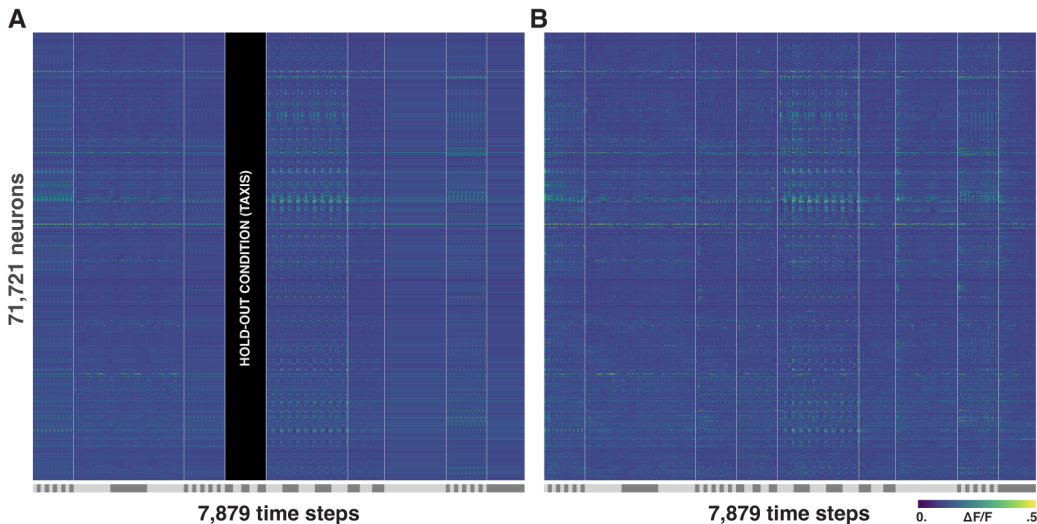 A
B
71,721 neurons
HOLD-OUT CONDITION (TAXIS)
7,879 time steps
7,879 time steps
0. ΔF/F .5